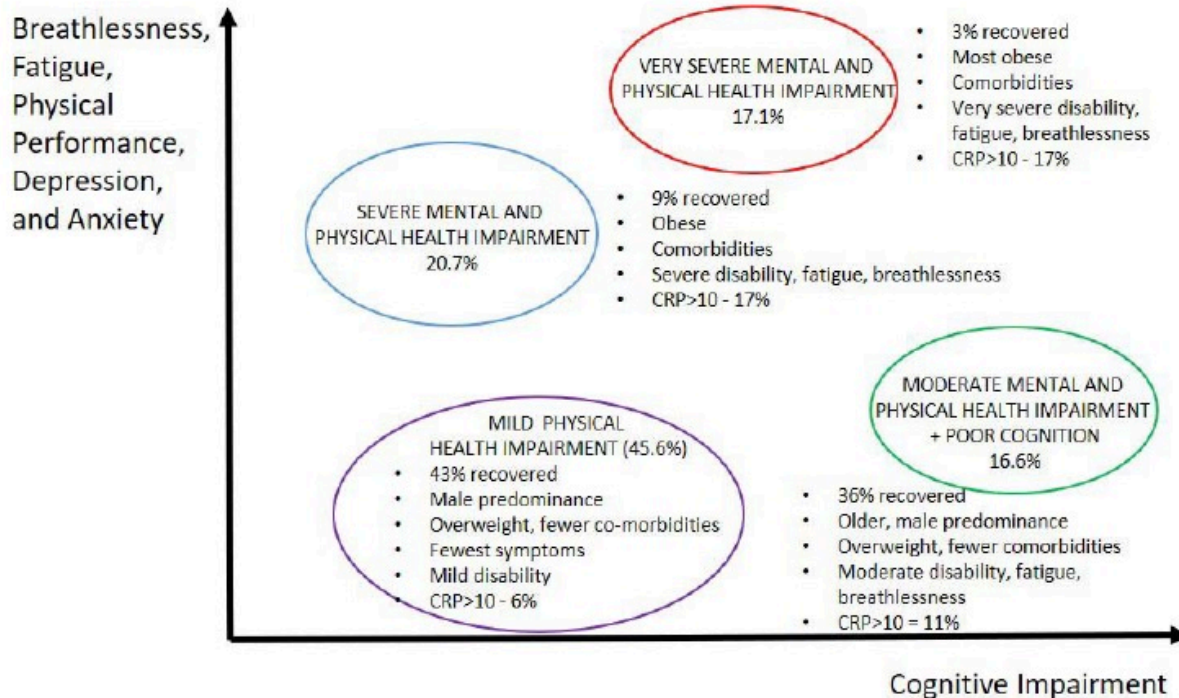 Breathlessness,
Fatigue,
Physical
Performance,
Depression,
and Anxiety
VERY SEVERE MENTAL AND
PHYSICAL HEALTH IMPAIRMENT
17.1%
• 3% recovered
• Most obese
• Comorbidities
• Very severe disability,
fatigue, breathlessness
• CRP>10 - 17%
SEVERE MENTAL AND
PHYSICAL HEALTH IMPAIRMENT
20.7%
• 9% recovered
• Obese
• Comorbidities
• Severe disability, fatigue, breathlessness
• CRP>10 - 17%
MILD PHYSICAL
HEALTH IMPAIRMENT (45.6%)
• 43% recovered
• Male predominance
• Overweight, fewer co-morbidities
• Fewest symptoms
• Mild disability
• CRP>10 - 6%
MODERATE MENTAL AND
PHYSICAL HEALTH IMPAIRMENT
+ POOR COGNITION
16.6%
• 36% recovered
• Older, male predominance
• Overweight, fewer comorbidities
• Moderate disability, fatigue,
breathlessness
• CRP>10 = 11%
Cognitive Impairment